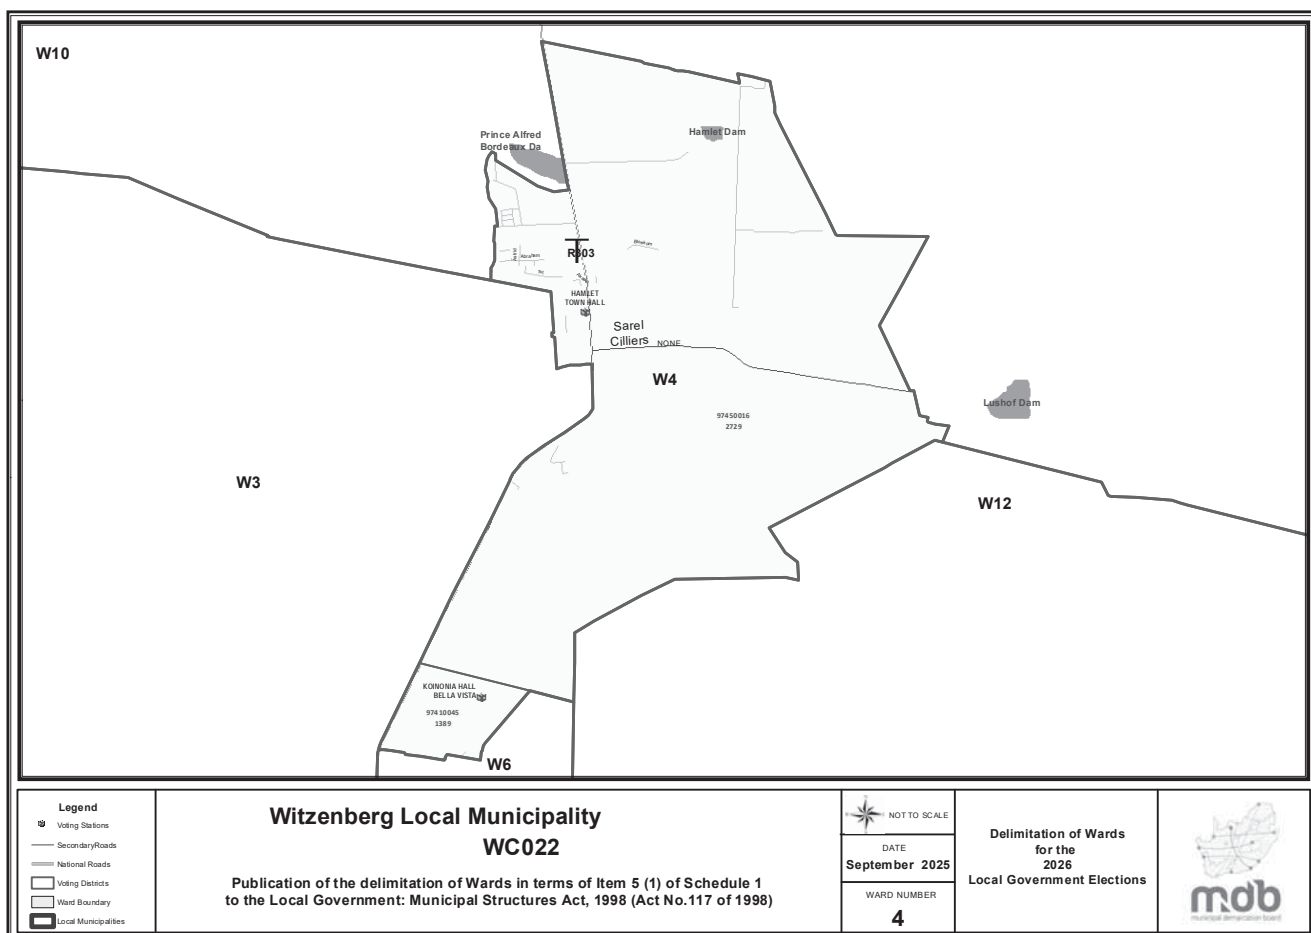 W10
Prince Alfred
Bordeaux Da
Hamlet Dam
R303
HAMLET
TOWN HALL
Sarel
Cilliers
NONE
W4
Lushof Dam
97450016
2729
W3
W12
KOINONIA HALL
BELLA VISTA
97410045
1389
W6
Legend
Voting Stations
SecondaryRoads
National Roads
Voting Districts
Ward Boundary
Local Municipalities
Witzenberg Local Municipality
WC022
Publication of the delimitation of Wards in terms of Item 5 (1) of Schedule 1
to the Local Government: Municipal Structures Act, 1998 (Act No.117 of 1998)
NOT TO SCALE
DATE
September 2025
WARD NUMBER
4
Delimitation of Wards
for the
2026
Local Government Elections
mdb
municipal demarcation board